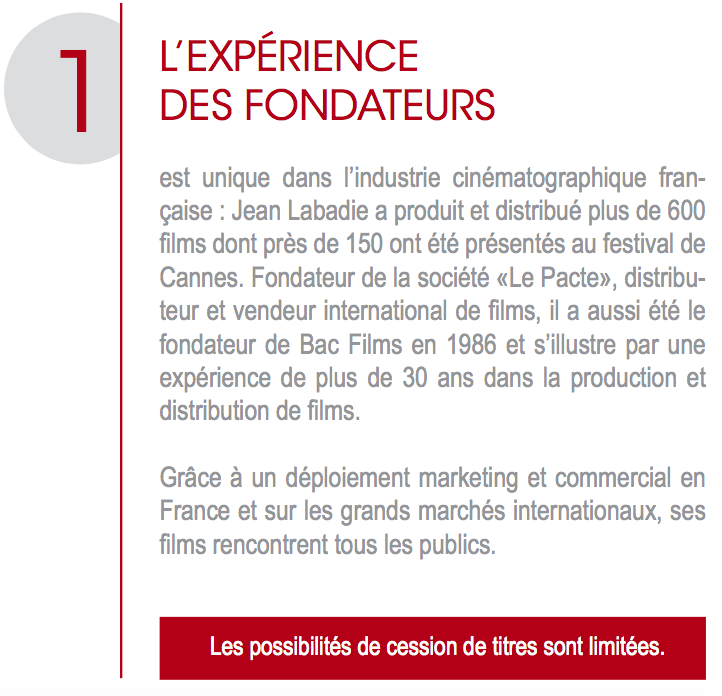 1
L‘EXPÉRIENCE
DES FONDATEURS
est unique dans l’industrie cinématographique fran-
çaise : Jean Labadie a produit et distribué plus de 600
films dont près de 150 ont été présentés au festival de
Cannes. Fondateur de la société «Le Pacte», distribu-
teur et vendeur international de films, il a aussi été le
fondateur de Bac Films en 1986 et s’illustre par une
expérience de plus de 30 ans dans la production et
distribution de films.
Grâce à un déploiement marketing et commercial en
France et sur les grands marchés internationaux, ses
films rencontrent tous les publics.
Les possibilités de cession de titres sont limitées.